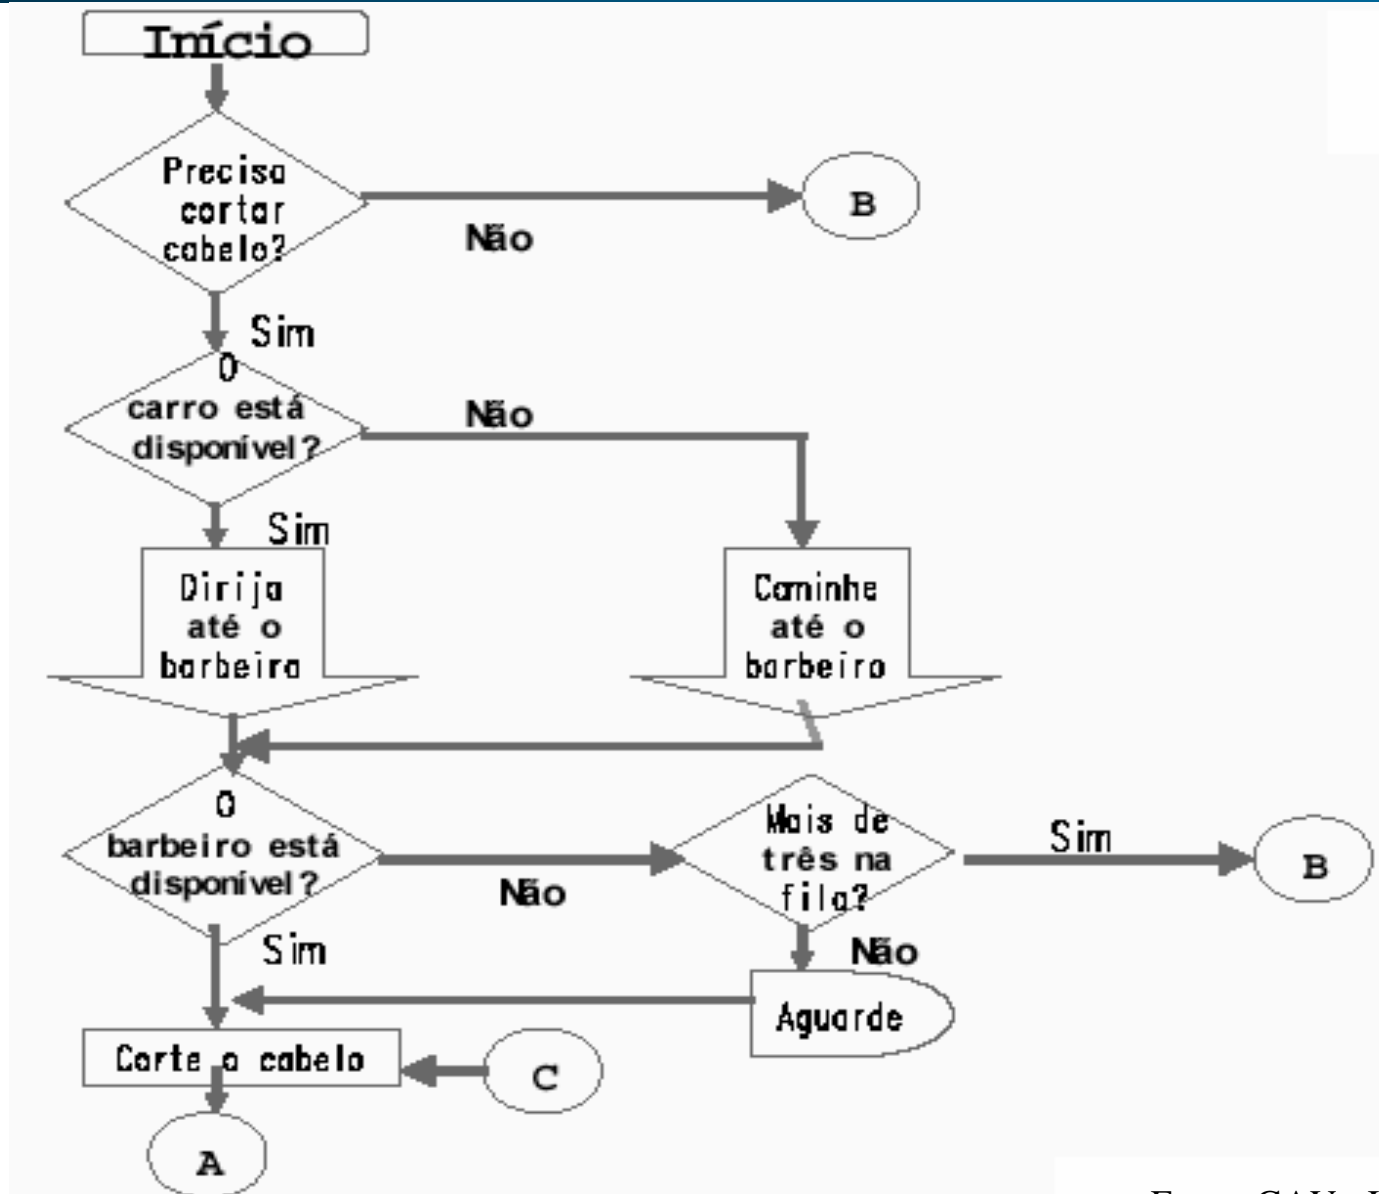 Início
Precisa
cortar
cabelo?
B
Não
Sim
O
carro está
disponível?
Não
Sim
Dirija
até o
barbeiro
Caminhe
até o
barbeiro
O
barbeiro está
disponível?
Não
Mais de
três na
fila?
Sim
B
Sim
Não
Aguarde
Corte o cabelo
C
A